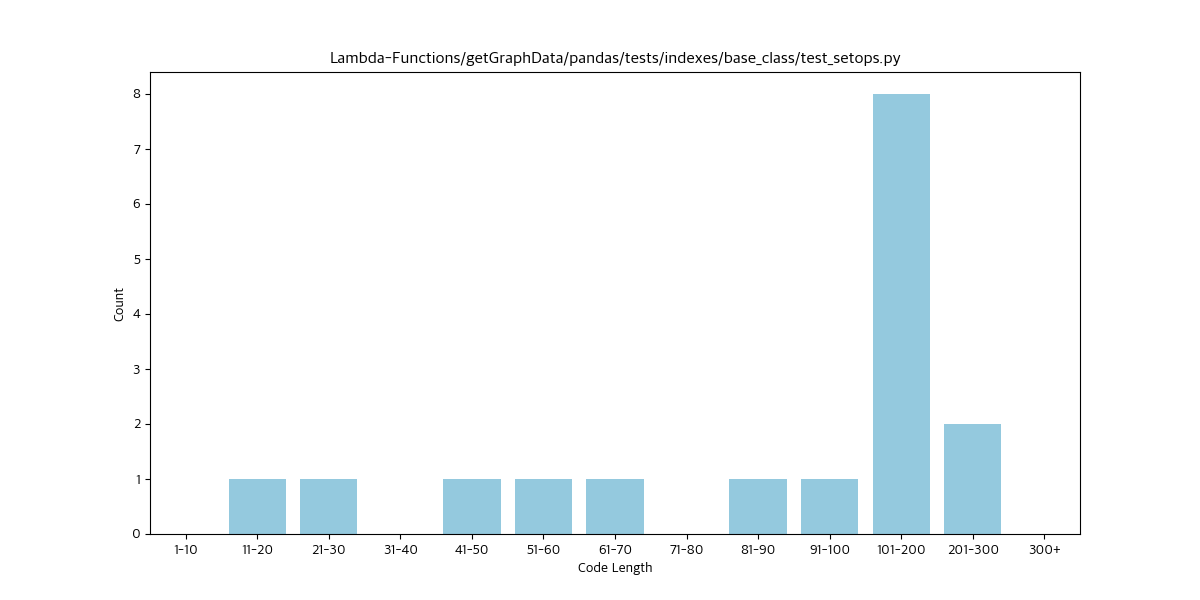 Lambda-Functions/getGraphData/pandas/tests/indexes/base_class/test_setops.py
8
7
6
5
4
3
2
1
0
Count
1-10 11-20 21-30 31-40 41-50 51-60 61-70 71-80 81-90 91-100 101-200 201-300 300+
Code Length